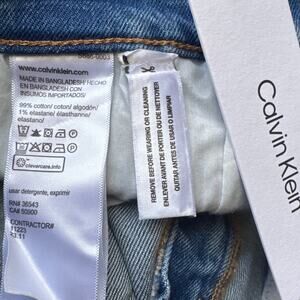 www.calvinklein.com
MADE IN BANGLADESH/ HECHO
EN BANGLADESH CON
INSUMOS IMPORTADOS/
99% cotton/ coton/ algodón/
1% elastane/ élasthanne/
elastano/
clevercare.info
usar detergente, exprimir
RN# 36543
CA# 50900
CONTRACTOR#
11223
REMOVE BEFORE WEARING OR CLEANING
ENLEVER AVANT DE PORTER OU DE NETTOYER
QUITAR ANTES DE USAR O LIMPIAR
Calvin Klein